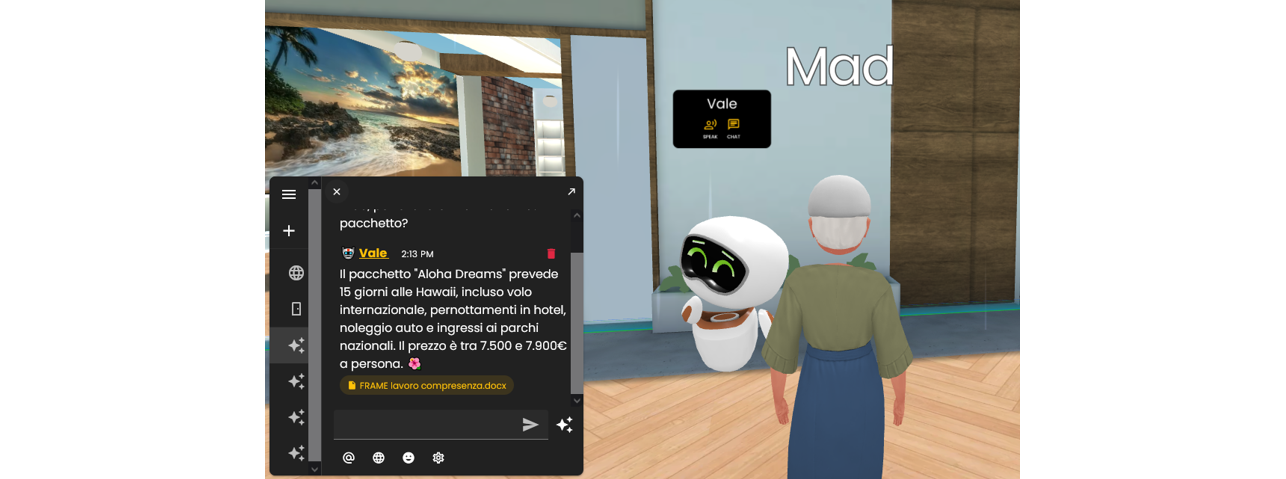 Mad
Vale
SPEAK CHAT
pacchetto?
Vale 2:13 PM
Il pacchetto "Aloha Dreams" prevede
15 giorni alle Hawaii, incluso volo
internazionale, pernottamenti in hotel,
noleggio auto e ingressi ai parchi
nazionali. Il prezzo è tra 7.500 e 7.900€
a persona. 🌺
FRAME lavoro compresenza.docx